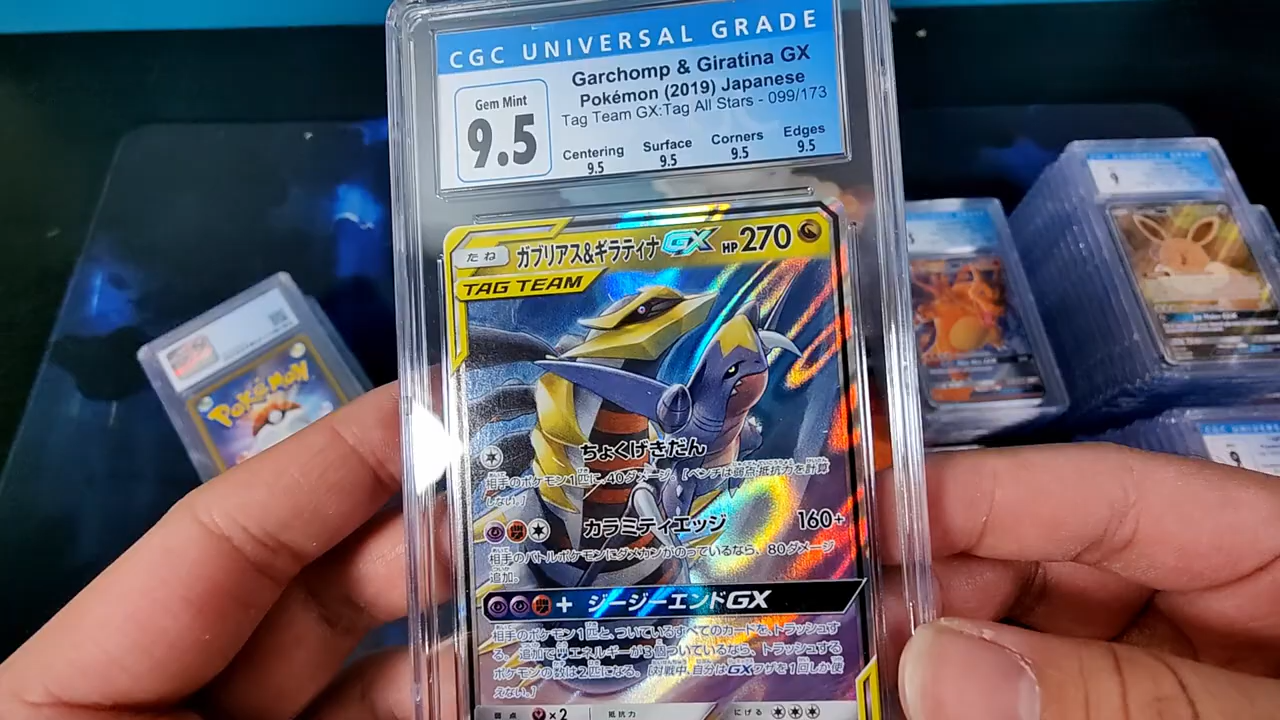 CGC UNIVERSAL GRADE
Gem Mint
9.5
Garchomp & Giratina GX
Pokémon (2019) Japanese
Tag Team GX:Tag All Stars - 099/173
Centering Surface Corners Edges
9.5 9.5 9.5 9.5
たね ガブリアス&ギラティナGX HP270
TAG TEAM
ちょくげきだん
相手のポケモン1匹に、40ダメージ。[ベンチは弱点・抵抗力を計算
しない。]
カラミティエッジ 160+
相手のバトルポケモンにダメカンがのっているなら、80ダメージ
追加。
+ ジージーエンドGX
相手のポケモン1匹と、ついているすべてのカードを、トラッシュす
る。追加でエネルギーが3個ついているなら、トラッシュする
ポケモンの数は2匹になる。[対戦中、自分はGXワザを1回しか使
えない。]
弱点 ×2 抵抗力 にげる
POKéMON
9
9